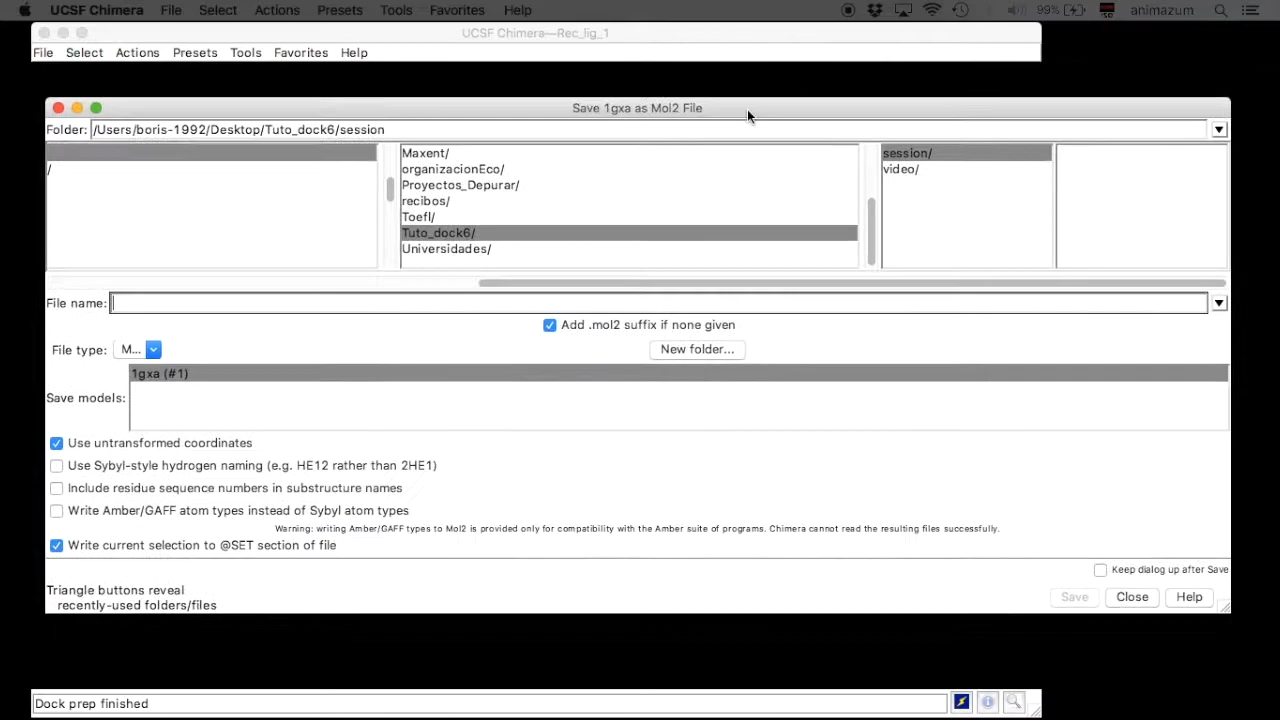 UCSF Chimera File Select Actions Presets Tools Favorites Help 99% animazum
UCSF Chimera—Rec_lig_1
File Select Actions Presets Tools Favorites Help
Save 1gxa as Mol2 File
Folder: /Users/boris-1992/Desktop/Tuto_dock6/session
Maxent/ session/
/ organizacionEco/ video/
Proyectos_Depurar/
recibos/
Toefl/
Tuto_dock6/
Universidades/
File name:
Add .mol2 suffix if none given
File type: M... New folder...
1gxa (#1)
Save models:
Use untransformed coordinates
Use Sybyl-style hydrogen naming (e.g. HE12 rather than 2HE1)
Include residue sequence numbers in substructure names
Write Amber/GAFF atom types instead of Sybyl atom types
Warning: writing Amber/GAFF types to Mol2 is provided only for compatibility with the Amber suite of programs. Chimera cannot read the resulting files successfully.
Write current selection to @SET section of file
Keep dialog up after Save
Triangle buttons reveal
recently-used folders/files
Save Close Help
Dock prep finished